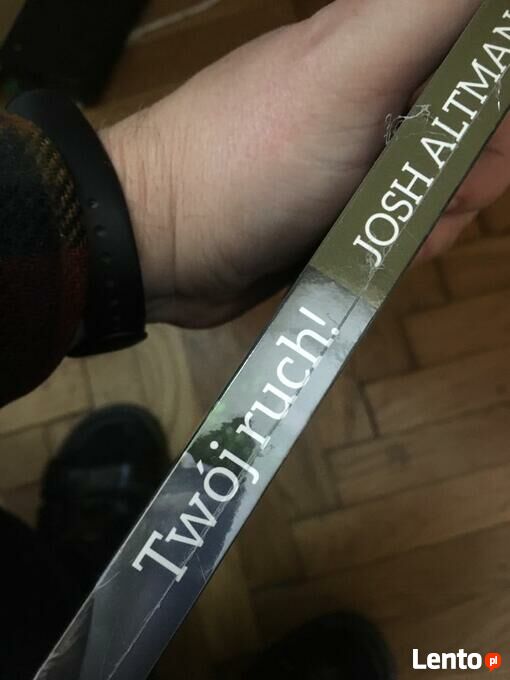 JOSH ALTMAN
Twój ruch!
Lento.pl